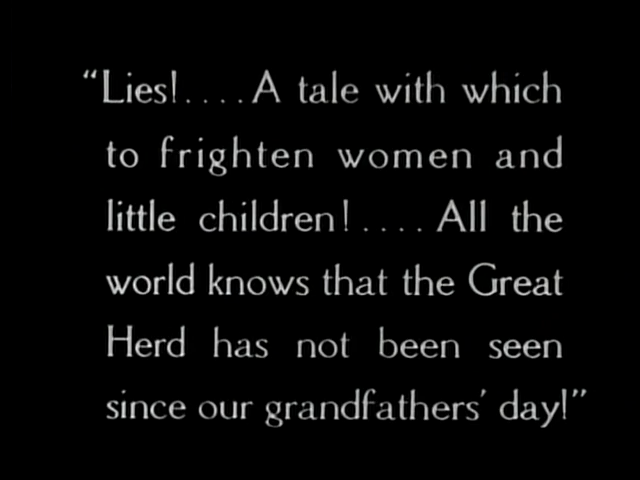 “Lies!....A tale with which
to frighten women and
little children!.... All the
world knows that the Great
Herd has not been seen
since our grandfathers’ day!”